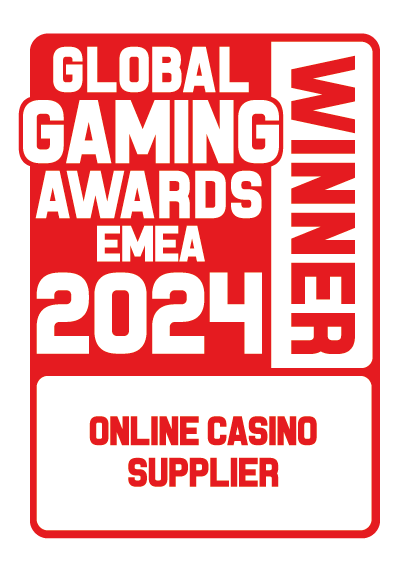 GLOBAL
GAMING
AWARDS
EMEA
2024
WINNER
ONLINE CASINO
SUPPLIER